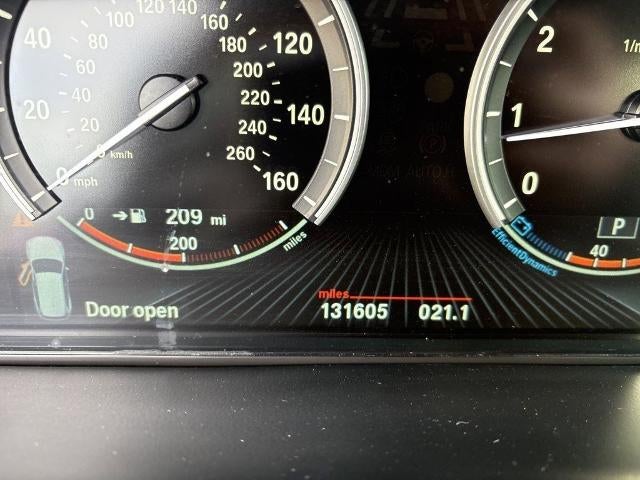 120 140
100 160
40 80 180 120 2 1/m
60 200
40 220 140 1
20 20 240
0 km/h 260
0 mph 160 0
AUTO H
0 209 mi P
200 miles 40
EfficientDynamics
miles
Door open 131605 021.1